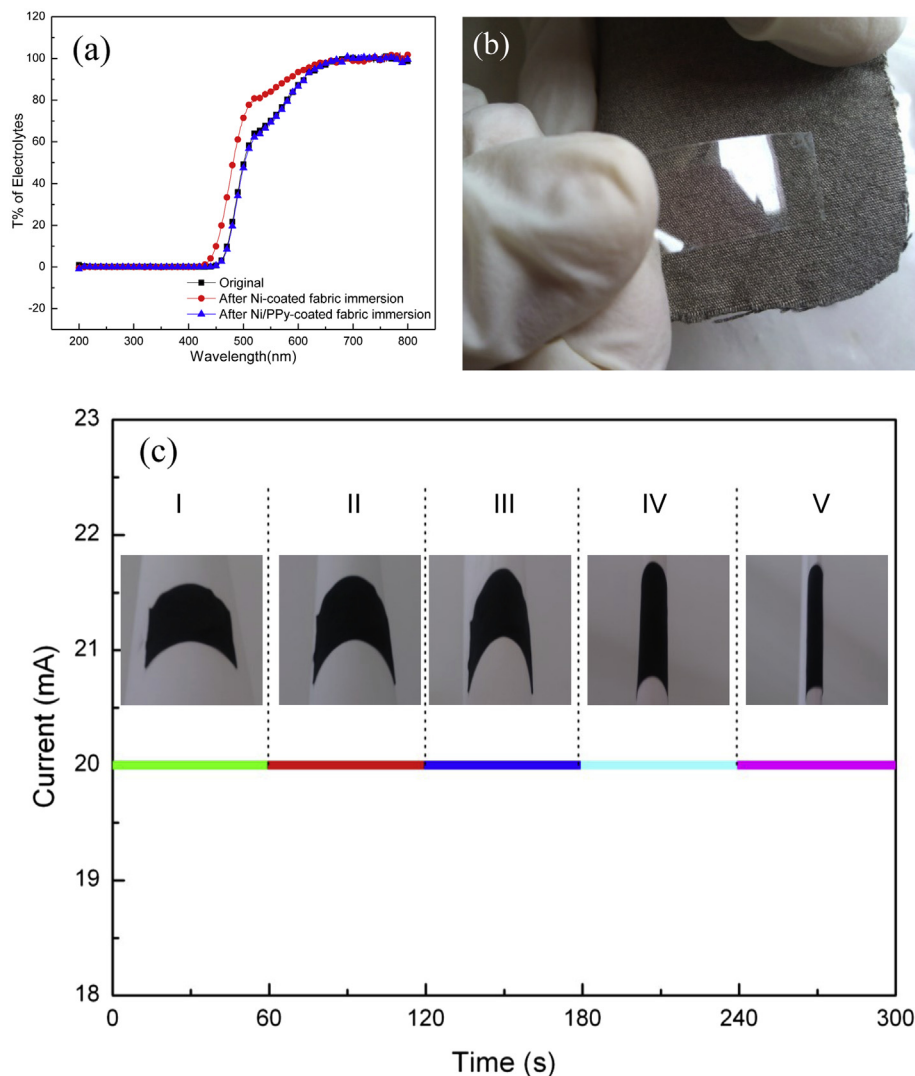 (a)
120
100
80
60
40
20
0
-20
T% of Electrolytes
Original
After Ni-coated fabric immersion
After Ni/PPy-coated fabric immersion
200 300 400 500 600 700 800
Wavelength(nm)
(b)
(c)
23
22
21
20
19
18
Current (mA)
I II III IV V
0 60 120 180 240 300
Time (s)